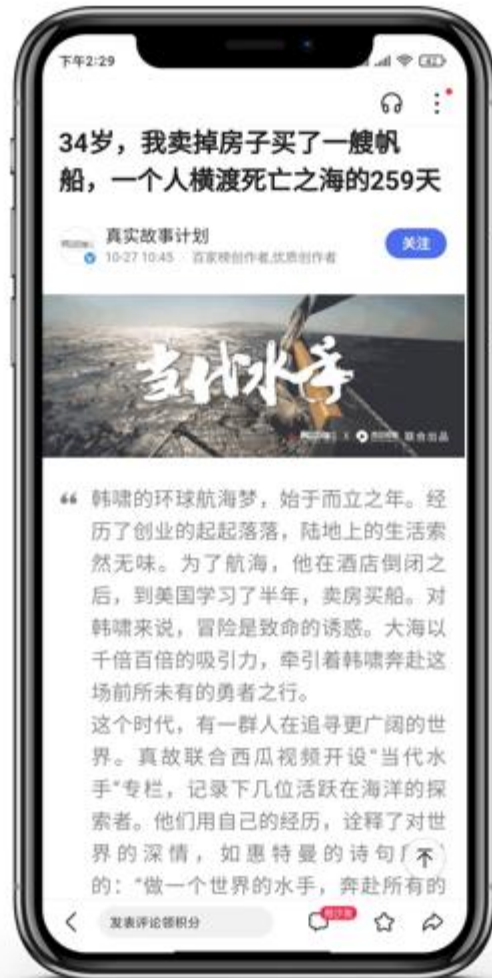 下午2:29
34岁，我卖掉房子买了一艘帆
船，一个人横渡死亡之海的259天
真实故事计划
10-27 10:45 百家榜创作者,优质创作者
关注
当代水手
X
联合出品
“ 韩啸的环球航海梦，始于而立之年。经
历了创业的起起落落，陆地上的生活索
然无味。为了航海，他在酒店倒闭之
后，到美国学习了半年，卖房买船。对
韩啸来说，冒险是致命的诱惑。大海以
千倍百倍的吸引力，牵引着韩啸奔赴这
场前所未有的勇者之行。
这个时代，有一群人在追寻更广阔的世
界。真故联合西瓜视频开设“当代水
手”专栏，记录下几位活跃在海洋的探
索者。他们用自己的经历，诠释了对世
界的深情，如惠特曼的诗句
的：“做一个世界的水手，奔赴所有的
发表评论领积分
抢沙发